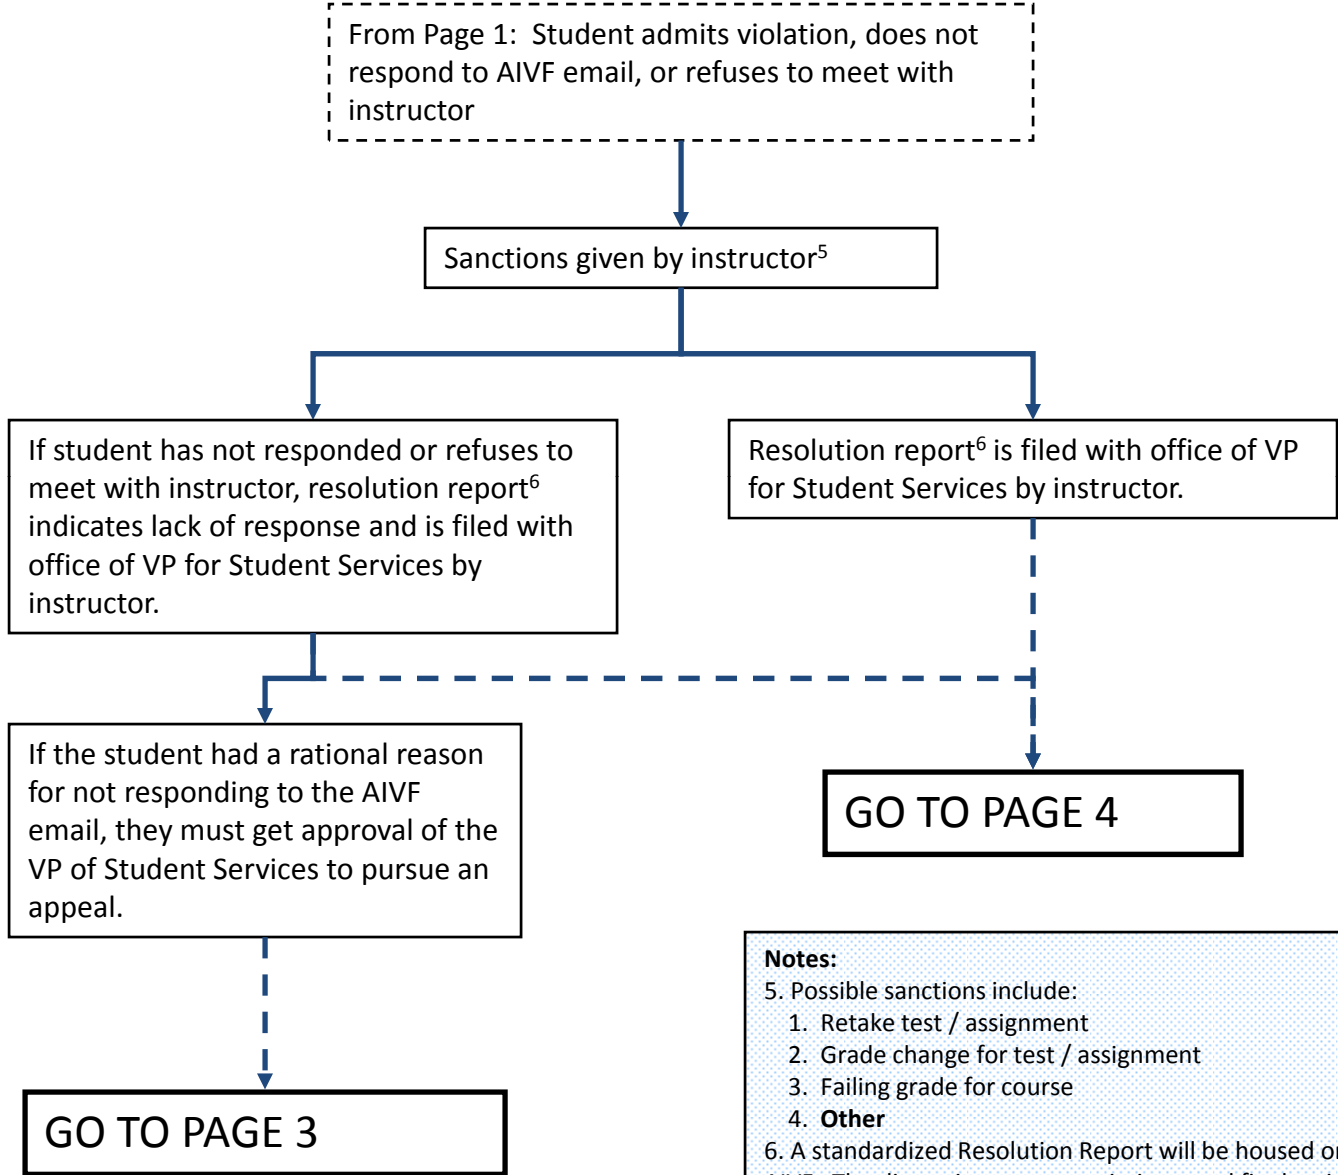 From Page 1:  Student admits violation, does not
respond to AIVF email, or refuses to meet with
instructor
Sanctions given by instructor⁵
If student has not responded or refuses to
meet with instructor, resolution report⁶
indicates lack of response and is filed with
office of VP for Student Services by
instructor.
Resolution report⁶ is filed with office of VP
for Student Services by instructor.
If the student had a rational reason
for not responding to the AIVF
email, they must get approval of the
VP of Student Services to pursue an
appeal.
GO TO PAGE 4
GO TO PAGE 3
Notes:
5. Possible sanctions include:
1. Retake test / assignment
2. Grade change for test / assignment
3. Failing grade for course
4. Other
6. A standardized Resolution Report will be housed